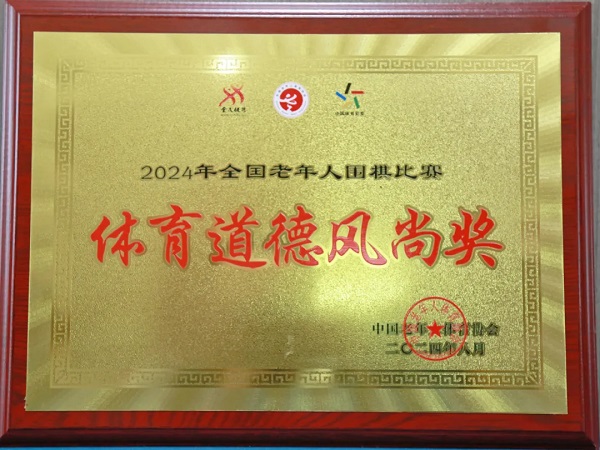 2024年全国老年人围棋比赛
体育道德风尚奖
中国老年人体育协会
二〇二四年八月